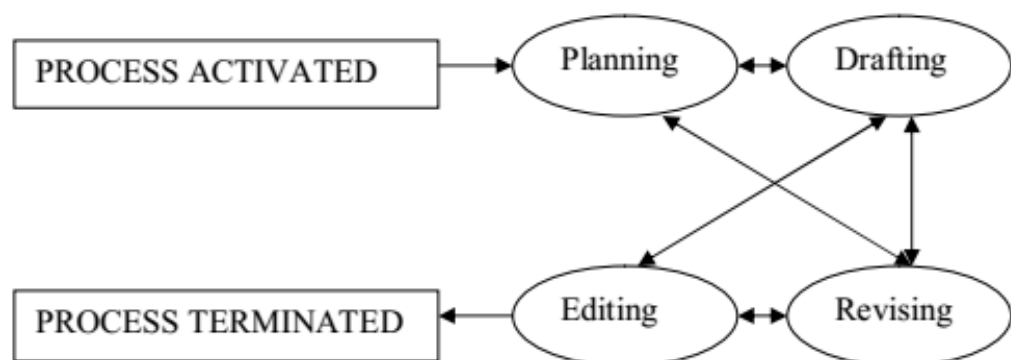 PROCESS ACTIVATED
Planning
Drafting
PROCESS TERMINATED
Editing
Revising